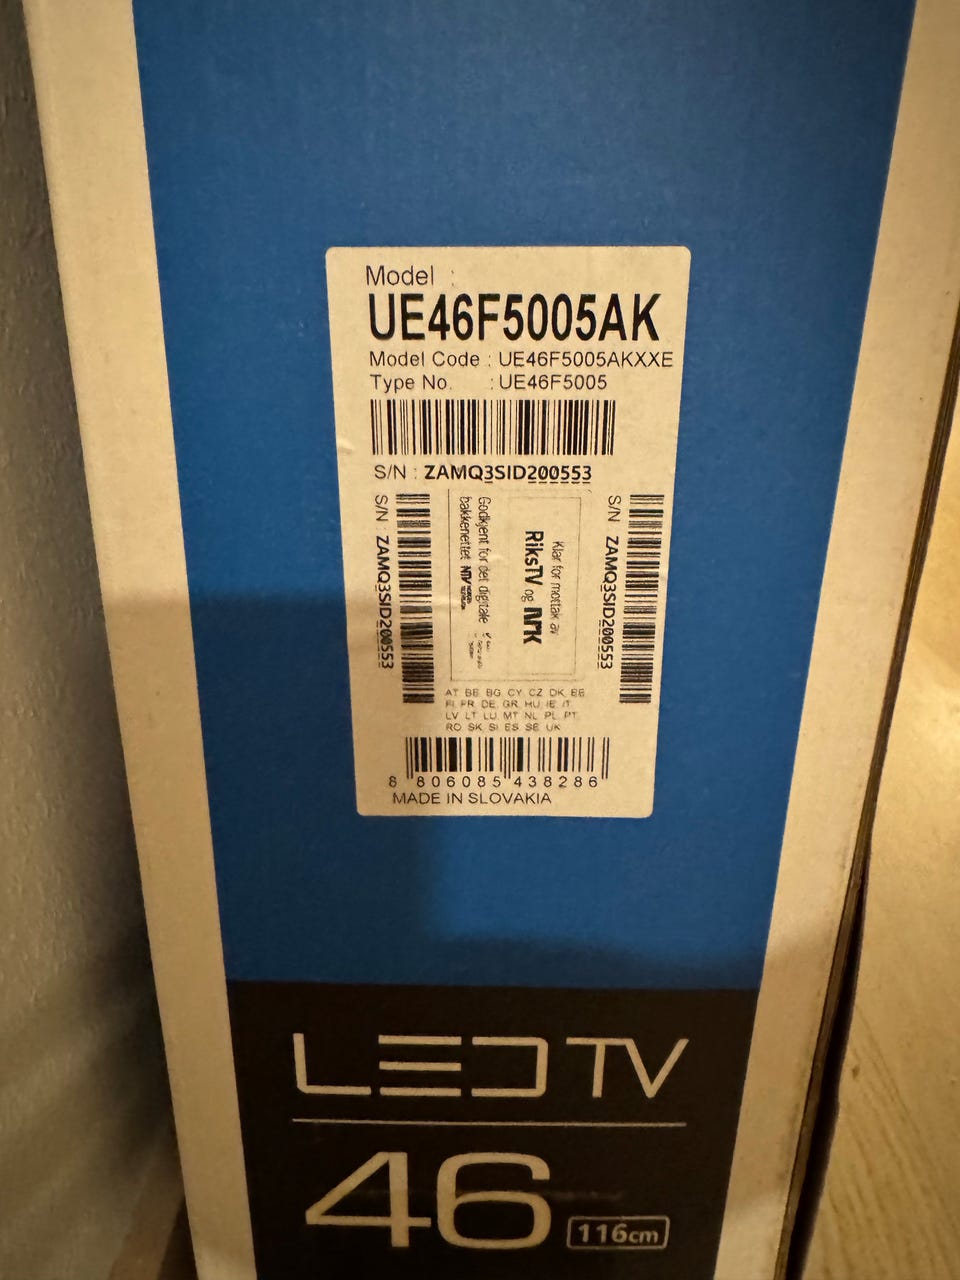 Model :
UE46F5005AK
Model Code : UE46F5005AKXXE
Type No. : UE46F5005
S/N : ZAMQ3SID200553
S/N : ZAMQ3SID200553
Godkjent for det digitale
bakkenettet NTV
Klar for mottak av
RiksTV og NRK
S/N : ZAMQ3SID200553
AT BE BG CY CZ DK EE
FI FR DE GR HU IE IT
LV LT LU MT NL PL PT
RO SK SI ES SE UK
8 806085 438286
MADE IN SLOVAKIA
LED TV
46
116cm